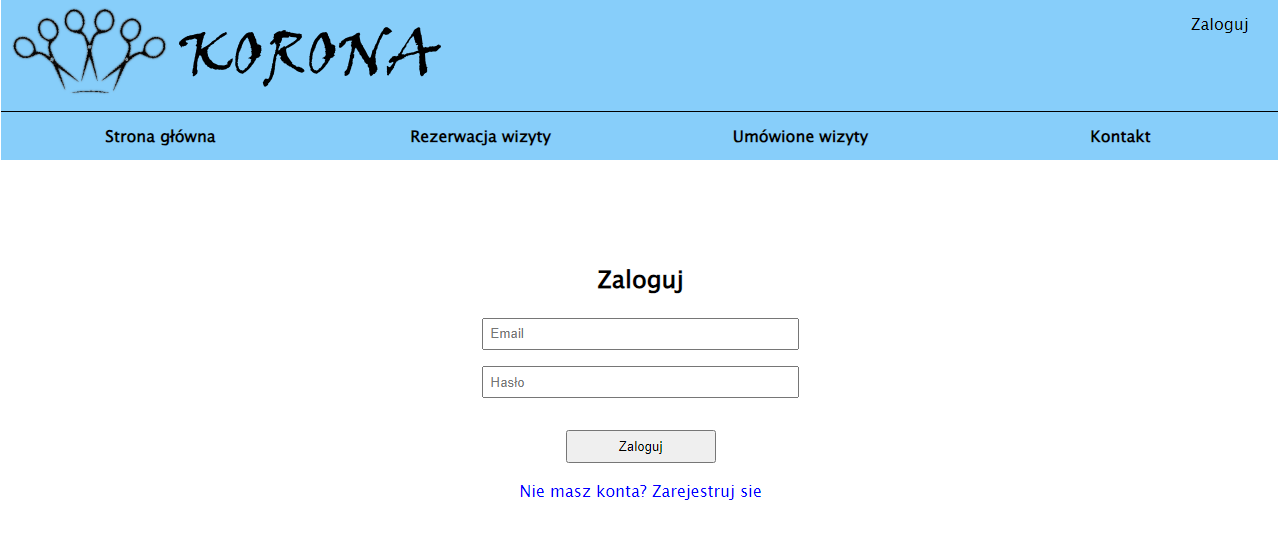 KORONA
Zaloguj
Strona główna Rezerwacja wizyty Umówione wizyty Kontakt
Zaloguj
Email
Hasło
Zaloguj
Nie masz konta? Zarejestruj sie